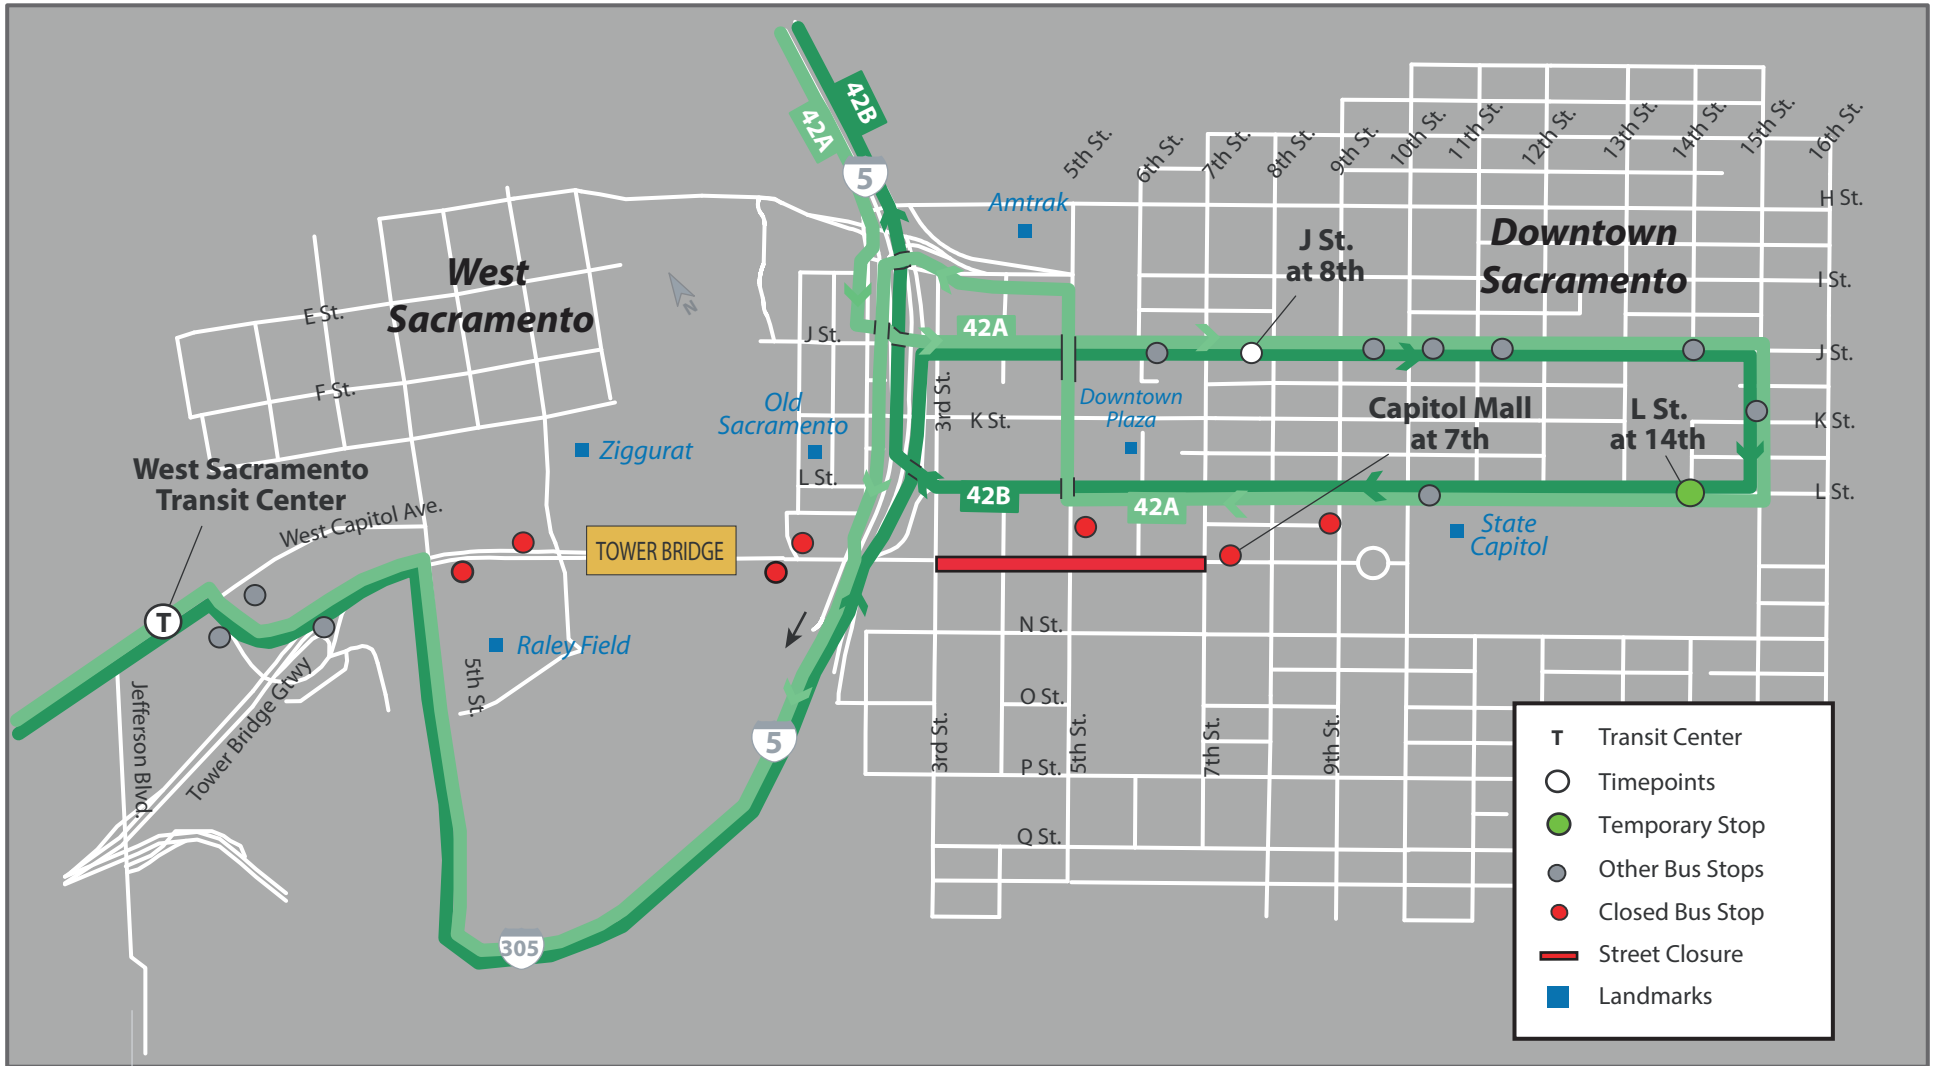 42B
42A
5
5th St.
6th St.
7th St.
8th St.
9th St.
10th St.
11th St.
12th St.
13th St.
14th St.
15th St.
16th St.
H St.
Amtrak
J St.
at 8th
Downtown
Sacramento
West
Sacramento
N
I St.
E St.
J St.
42A
J St.
F St.
3rd St.
Old
Sacramento
K St.
Downtown
Plaza
Capitol Mall
at 7th
L St.
at 14th
K St.
Ziggurat
West Sacramento
Transit Center
L St.
42B
42A
L St.
West Capitol Ave.
TOWER BRIDGE
State
Capitol
T
Raley Field
N St.
Jefferson Blvd.
Tower Bridge Gtwy
5th St.
O St.
5
3rd St.
5th St.
7th St.
9th St.
P St.
Q St.
305
T Transit Center
Timepoints
Temporary Stop
Other Bus Stops
Closed Bus Stop
Street Closure
Landmarks